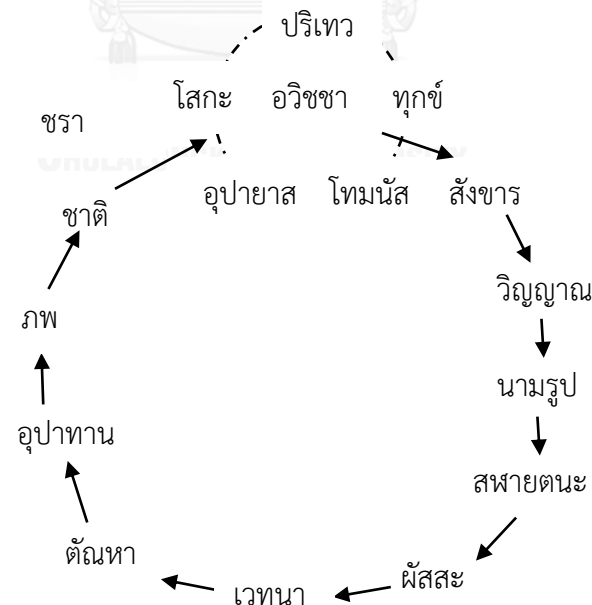 ปริเทว
โสกะ อวิชชา ทุกข์
ชรา
ชาติ อุปายาส โทมนัส สังขาร
วิญญาณ
ภพ
นามรูป
อุปาทาน
สฬายตนะ
ตัณหา
ผัสสะ
เวทนา